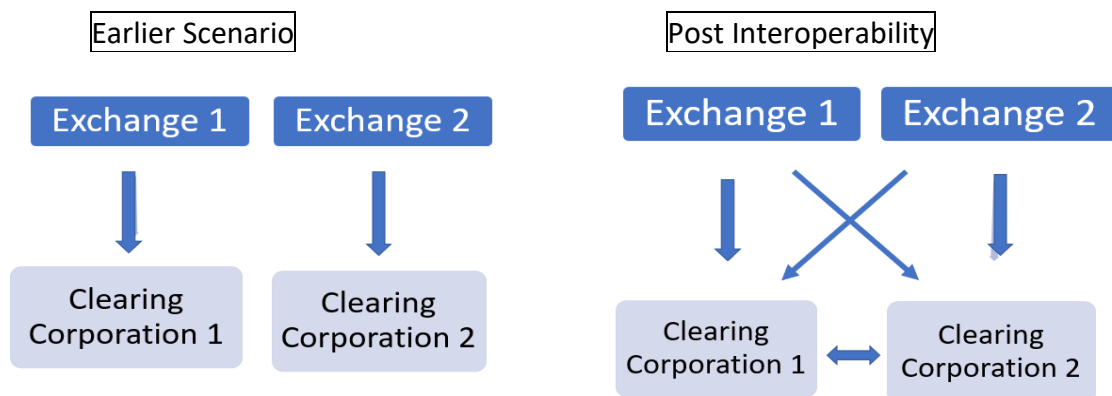 Earlier Scenario
Exchange 1
Exchange 2
Clearing
Corporation 1
Clearing
Corporation 2
Post Interoperability
Exchange 1
Exchange 2
Clearing
Corporation 1
Clearing
Corporation 2